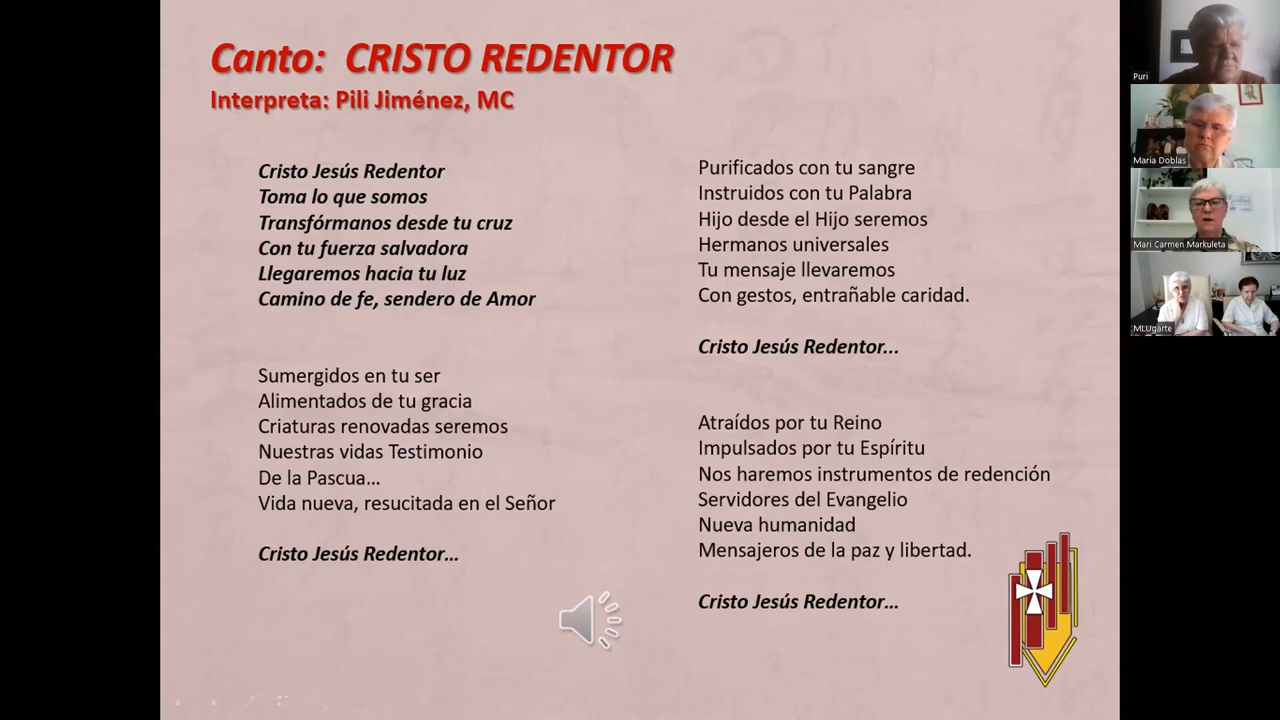 Canto: CRISTO REDENTOR
Interpreta: Pili Jiménez, MC
Cristo Jesús Redentor
Toma lo que somos
Transfórmanos desde tu cruz
Con tu fuerza salvadora
Llegaremos hacia tu luz
Camino de fe, sendero de Amor
Sumergidos en tu ser
Alimentados de tu gracia
Criaturas renovadas seremos
Nuestras vidas Testimonio
De la Pascua...
Vida nueva, resucitada en el Señor
Cristo Jesús Redentor...
Purificados con tu sangre
Instruidos con tu Palabra
Hijo desde el Hijo seremos
Hermanos universales
Tu mensaje llevaremos
Con gestos, entrañable caridad.
Cristo Jesús Redentor...
Atraídos por tu Reino
Impulsados por tu Espíritu
Nos haremos instrumentos de redención
Servidores del Evangelio
Nueva humanidad
Mensajeros de la paz y libertad.
Cristo Jesús Redentor...
Puri
Maria Doblas
Mari Carmen Markuleta
MLUgarte